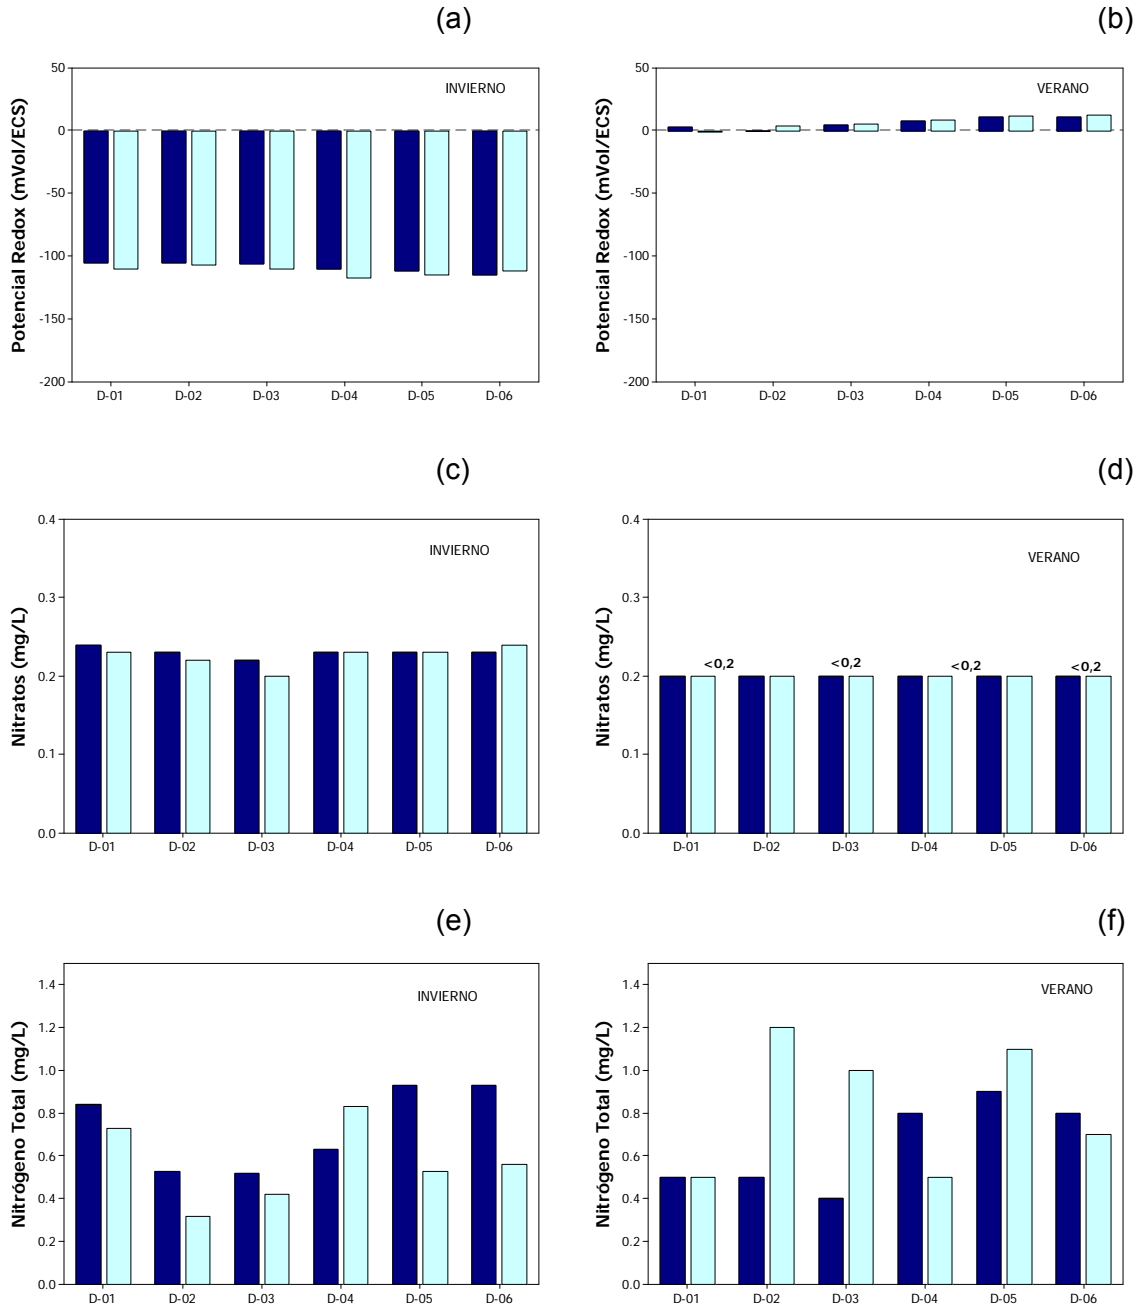 (a)
INVIERNO
Potencial Redox (mVol/ECS)
50
0
-50
-100
-150
-200
D-01 D-02 D-03 D-04 D-05 D-06
(b)
VERANO
Potencial Redox (mVol/ECS)
50
0
-50
-100
-150
-200
D-01 D-02 D-03 D-04 D-05 D-06
(c)
INVIERNO
Nitratos (mg/L)
0.4
0.3
0.2
0.1
0.0
D-01 D-02 D-03 D-04 D-05 D-06
(d)
VERANO
Nitratos (mg/L)
0.4
0.3
<0,2 <0,2 <0,2 <0,2
0.2
0.1
0.0
D-01 D-02 D-03 D-04 D-05 D-06
(e)
INVIERNO
Nitrógeno Total (mg/L)
1.4
1.2
1.0
0.8
0.6
0.4
0.2
0.0
D-01 D-02 D-03 D-04 D-05 D-06
(f)
VERANO
Nitrógeno Total (mg/L)
1.4
1.2
1.0
0.8
0.6
0.4
0.2
0.0
D-01 D-02 D-03 D-04 D-05 D-06